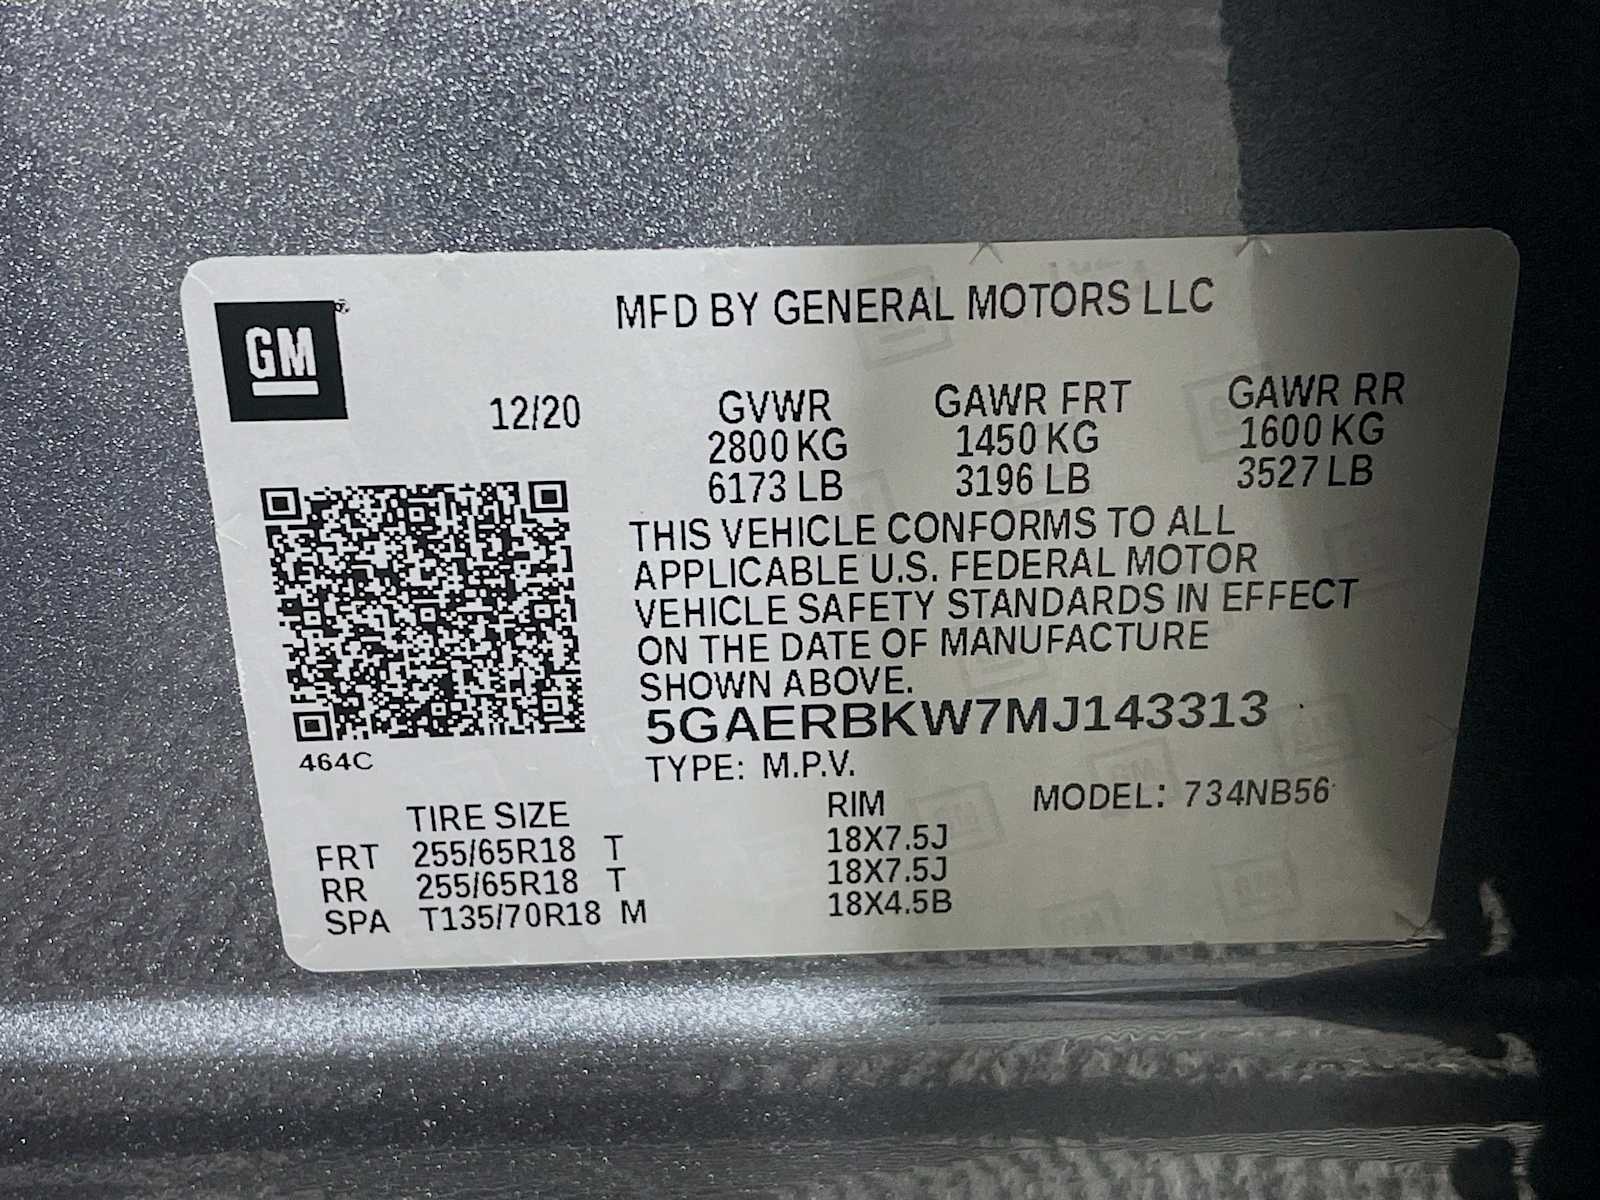 GM
MFD BY GENERAL MOTORS LLC
12/20
GVWR GAWR FRT GAWR RR
2800 KG 1450 KG 1600 KG
6173 LB 3196 LB 3527 LB
THIS VEHICLE CONFORMS TO ALL
APPLICABLE U.S. FEDERAL MOTOR
VEHICLE SAFETY STANDARDS IN EFFECT
ON THE DATE OF MANUFACTURE
SHOWN ABOVE.
5GAERBKW7MJ143313
464C
TYPE: M.P.V.
TIRE SIZE RIM MODEL: 734NB56
FRT 255/65R18 T 18X7.5J
RR 255/65R18 T 18X7.5J
SPA T135/70R18 M 18X4.5B